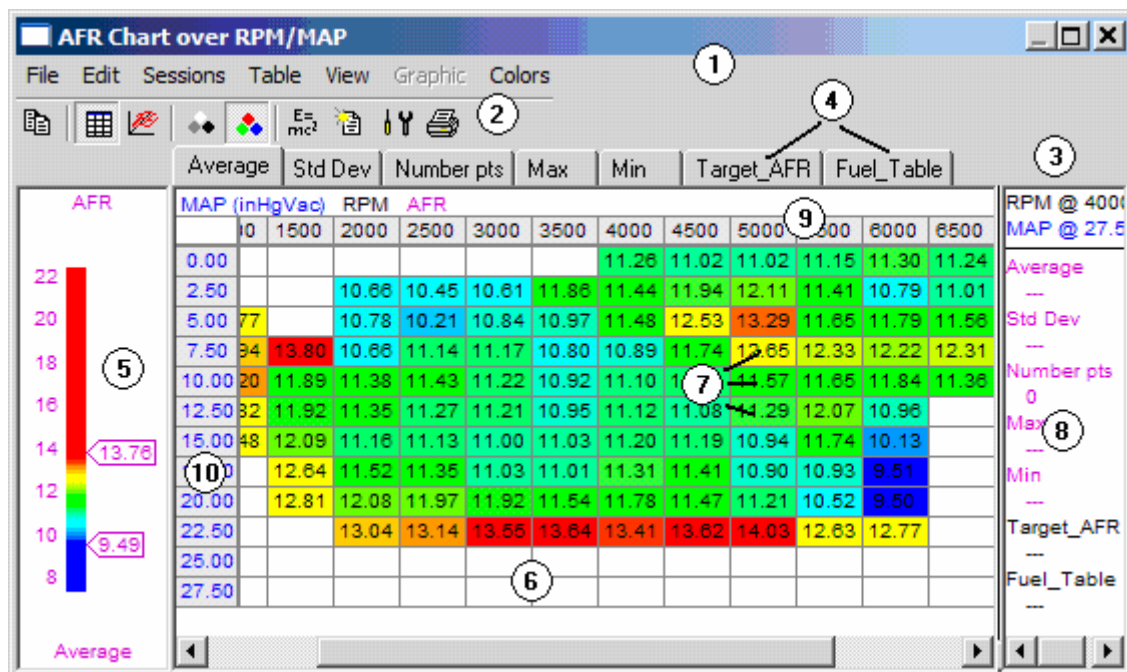 AFR Chart over RPM/MAP
File Edit Sessions Table View Graphic Colors
1
2
E=
mc²
4
3
Average Std Dev Number pts Max Min Target_AFR Fuel_Table
AFR
22
20
18
16
14
12
10
8
13.76
9.49
5
Average
MAP (inHgVac) RPM AFR
9
1500 2000 2500 3000 3500 4000 4500 5000 6000 6500
0.00 11.26 11.02 11.02 11.15 11.30 11.24
2.50 10.66 10.45 10.61 11.86 11.44 11.94 12.11 11.41 10.79 11.01
5.00 77 10.78 10.21 10.84 10.97 11.48 12.53 13.29 11.65 11.79 11.56
7.50 94 13.80 10.66 11.14 11.17 10.80 10.89 11.74 12.65 12.33 12.22 12.31
10.00 20 11.89 11.38 11.43 11.22 10.92 11.10 7 11.57 11.65 11.84 11.36
12.50 32 11.92 11.35 11.27 11.21 10.95 11.12 11.08 11.29 12.07 10.96
15.00 48 12.09 11.16 11.13 11.00 11.03 11.20 11.19 10.94 11.74 10.13
10 12.64 11.52 11.35 11.03 11.01 11.31 11.41 10.90 10.93 9.51
20.00 12.81 12.08 11.97 11.92 11.54 11.78 11.47 11.21 10.52 9.50
22.50 13.04 13.14 13.55 13.64 13.41 13.62 14.03 12.63 12.77
25.00
6
27.50
RPM @ 400
MAP @ 27.5
Average
---
Std Dev
---
Number pts
0
Max
8
---
Min
---
Target_AFR
---
Fuel_Table
---